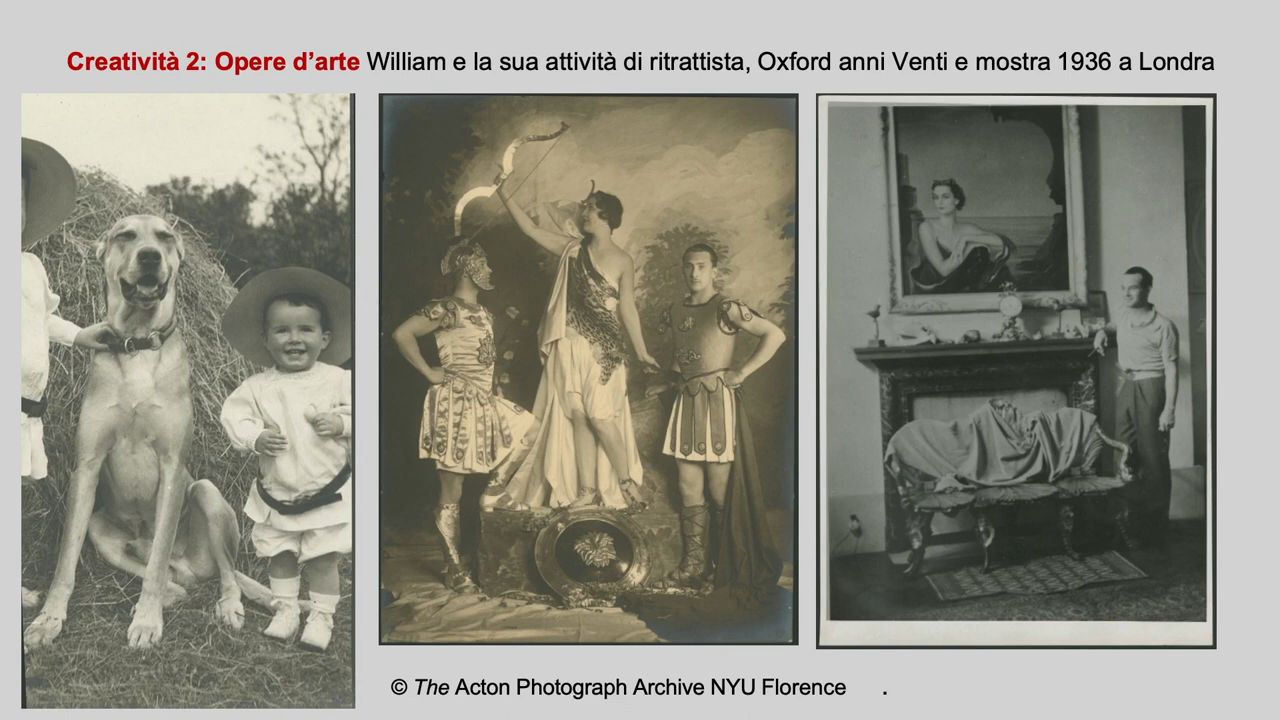 Creatività 2: Opere d’arte William e la sua attività di ritrattista, Oxford anni Venti e mostra 1936 a Londra
© The Acton Photograph Archive NYU Florence .